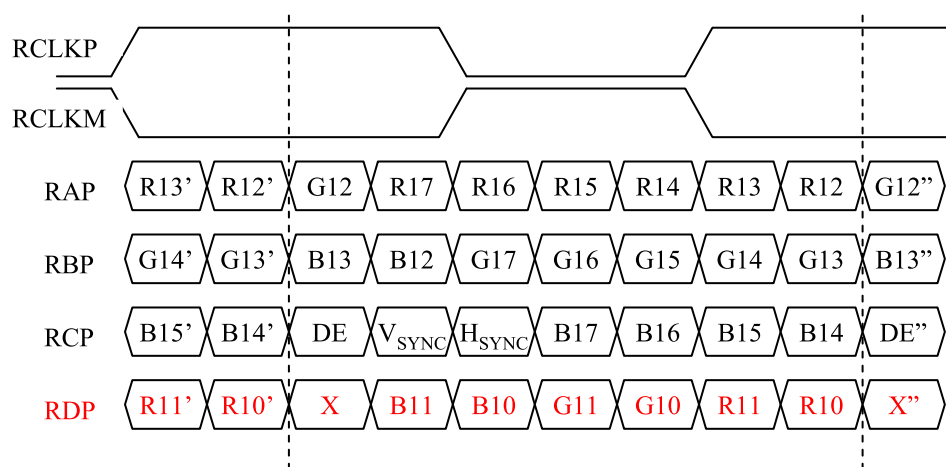 RCLKP
RCLKM
RAP R13’ R12’ G12 R17 R16 R15 R14 R13 R12 G12”
RBP G14’ G13’ B13 B12 G17 G16 G15 G14 G13 B13”
RCP B15’ B14’ DE VSYNC HSYNC B17 B16 B15 B14 DE”
RDP R11’ R10’ X B11 B10 G11 G10 R11 R10 X”